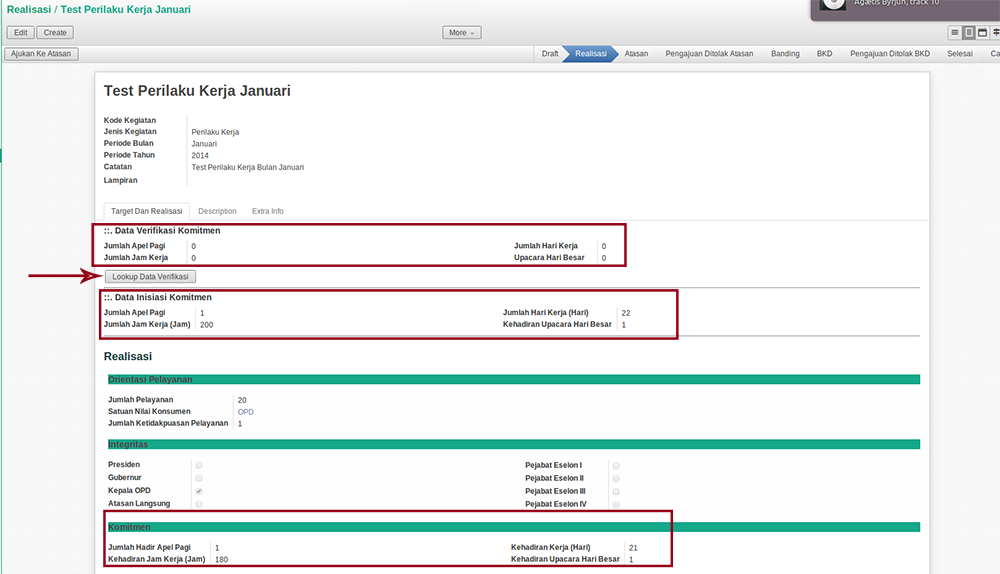 Realisasi / Test Perilaku Kerja Januari
Agaetis Byrjun, track 10
Edit Create More
Ajukan Ke Atasan Draft Realisasi Atasan Pengajuan Ditolak Atasan Banding BKD Pengajuan Ditolak BKD Selesai
Test Perilaku Kerja Januari
Kode Kegiatan
Jenis Kegiatan Perilaku Kerja
Periode Bulan Januari
Periode Tahun 2014
Catatan Test Perilaku Kerja Bulan Januari
Lampiran
Target Dan Realisasi Description Extra Info
::. Data Verifikasi Komitmen
Jumlah Apel Pagi 0 Jumlah Hari Kerja 0
Jumlah Jam Kerja 0 Upacara Hari Besar 0
Lookup Data Verifikasi
::. Data Inisiasi Komitmen
Jumlah Apel Pagi 1 Jumlah Hari Kerja (Hari) 22
Jumlah Jam Kerja (Jam) 200 Kehadiran Upacara Hari Besar 1
Realisasi
Orientasi Pelayanan
Jumlah Pelayanan 20
Satuan Nilai Konsumen OPD
Jumlah Ketidakpuasan Pelayanan 1
Integritas
Presiden Pejabat Eselon I
Gubernur Pejabat Eselon II
Kepala OPD Pejabat Eselon III
Atasan Langsung Pejabat Eselon IV
Komitmen
Jumlah Hadir Apel Pagi 1 Kehadiran Kerja (Hari) 21
Kehadiran Jam Kerja (Jam) 180 Kehadiran Upacara Hari Besar 1